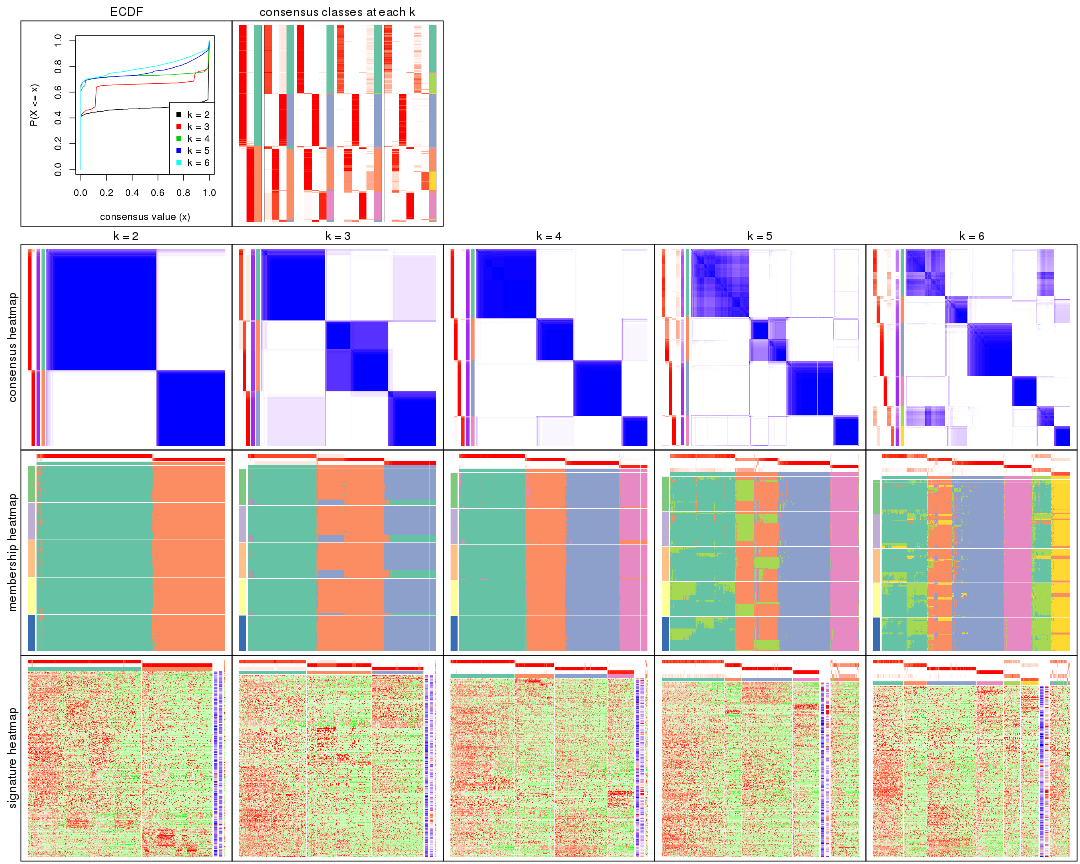 ECDF
consensus classes at each k
P(X <= x)
0.0 0.2 0.4 0.6 0.8 1.0
k = 2
k = 3
k = 4
k = 5
k = 6
0.0 0.2 0.4 0.6 0.8 1.0
consensus value (x)
k = 2 k = 3 k = 4 k = 5 k = 6
consensus heatmap
membership heatmap
signature heatmap